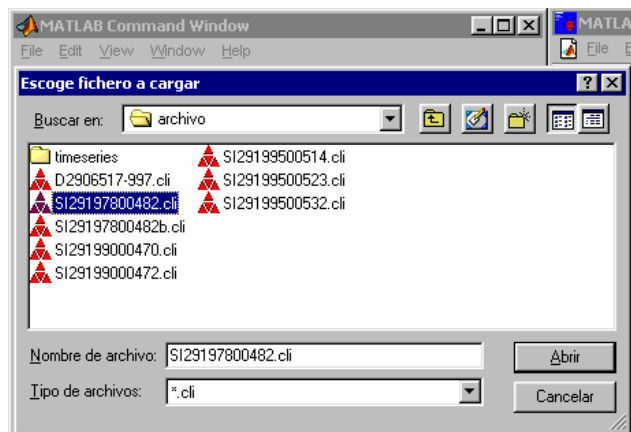 MATLAB Command Window
File Edit View Window Help
MATLA
File E
Escoge fichero a cargar
Buscar en: archivo
timeseries
D2906517-997.cli
SI29197800482.cli
SI29197800482b.cli
SI29199000470.cli
SI29199000472.cli
SI29199500514.cli
SI29199500523.cli
SI29199500532.cli
Nombre de archivo: SI29197800482.cli
Abrir
Tipo de archivos: *.cli
Cancelar